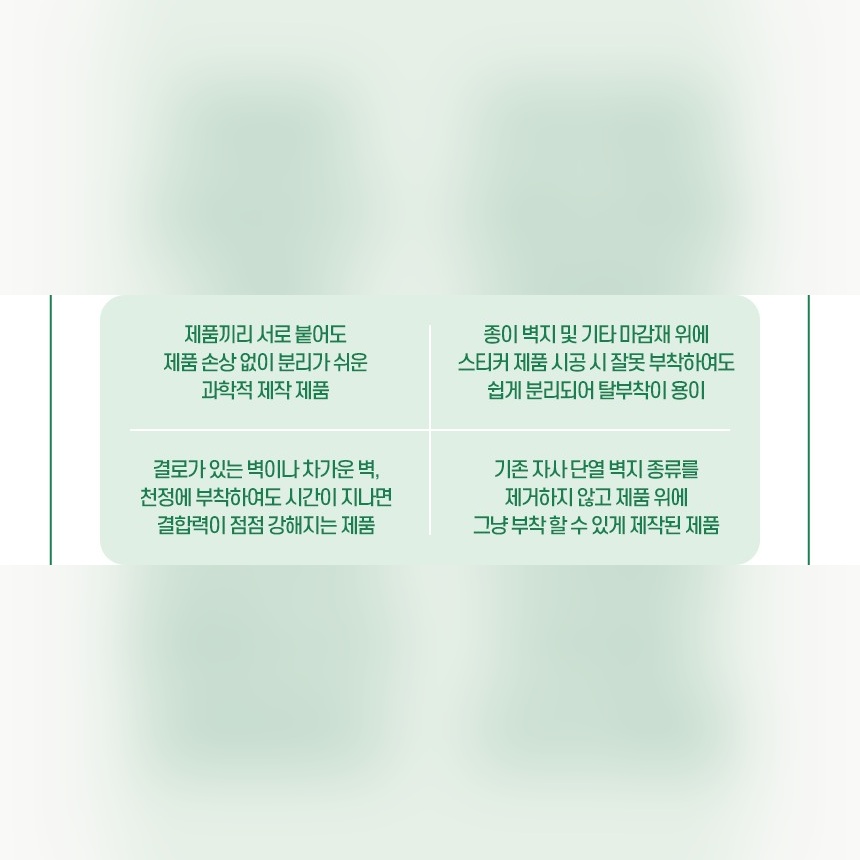 제품끼리 서로 붙어도
제품 손상 없이 분리가 쉬운
과학적 제작 제품
종이 벽지 및 기타 마감재 위에
스티커 제품 시공 시 잘못 부착하여도
쉽게 분리되어 탈부착이 용이
결로가 있는 벽이나 차가운 벽,
천정에 부착하여도 시간이 지나면
결합력이 점점 강해지는 제품
기존 자사 단열 벽지 종류를
제거하지 않고 제품 위에
그냥 부착 할 수 있게 제작된 제품